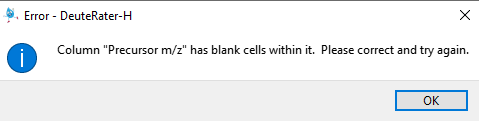 Error - DeuteRater-H
Column "Precursor m/z" has blank cells within it.  Please correct and try again.
OK